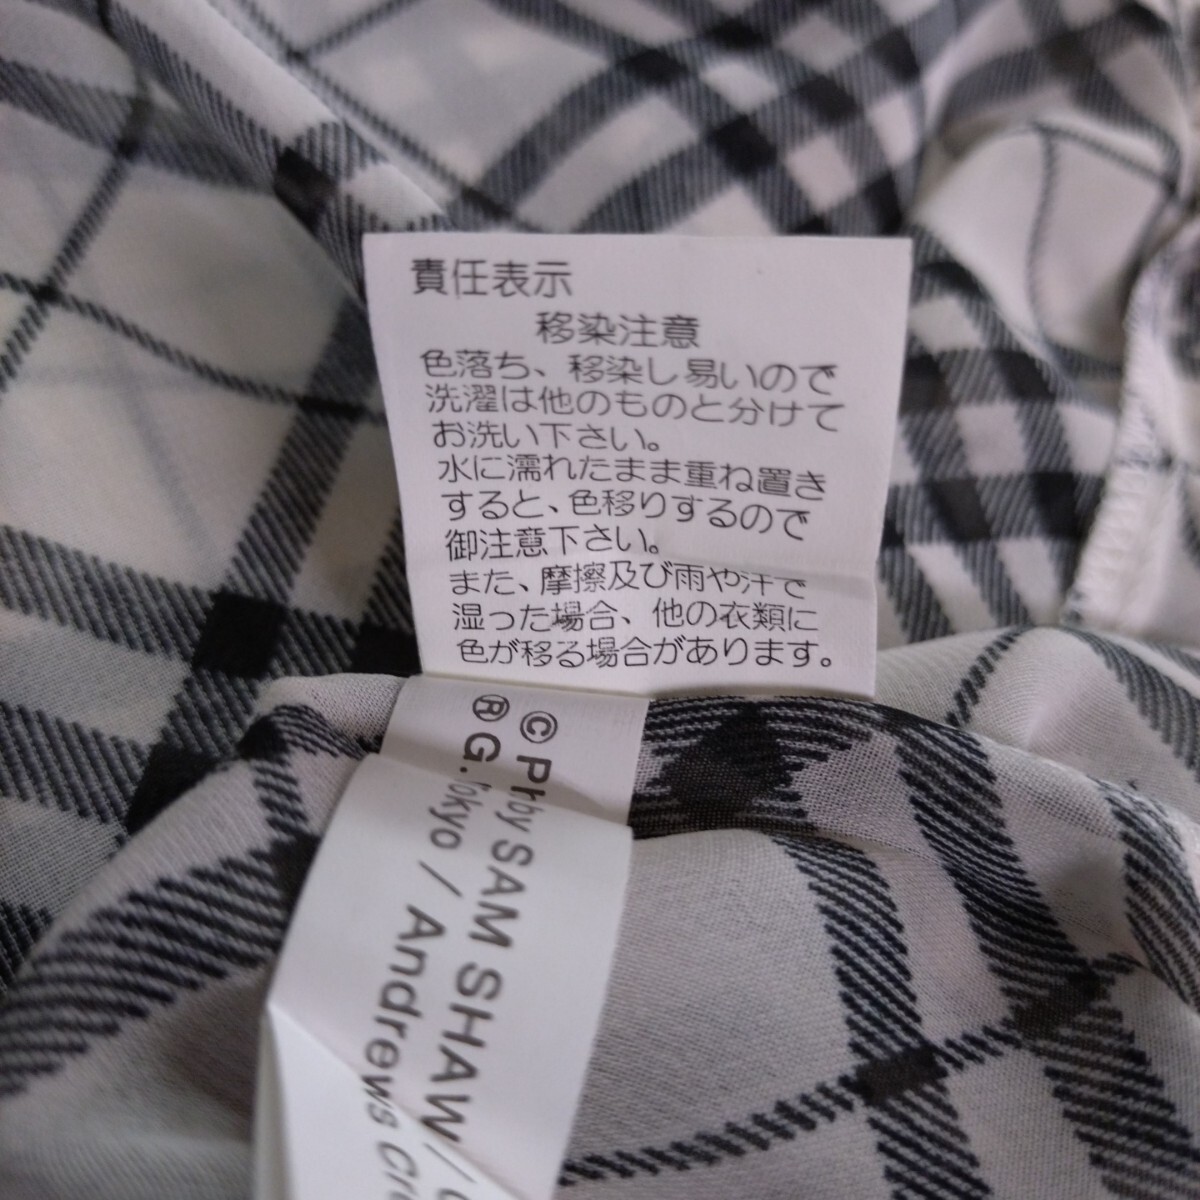 責任表示
移染注意
色落ち、移染し易いので
洗濯は他のものと分けて
お洗い下さい。
水に濡れたまま重ね置き
すると、色移りするので
御注意下さい。
また、摩擦及び雨や汗で
湿った場合、他の衣類に
色が移る場合があります。
© by SAM SHAW/
® G. Tokyo / Andrews